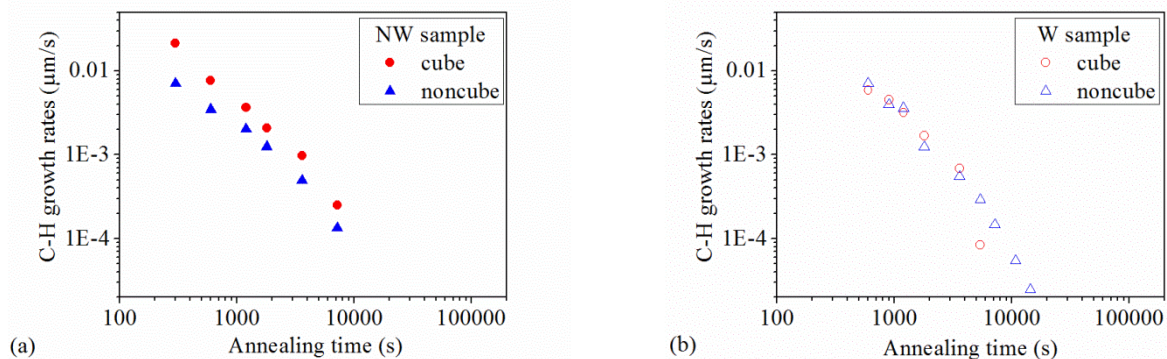 C-H growth rates (μm/s)
0.01
1E-3
1E-4
NW sample
cube
noncube
100 1000 10000 100000
Annealing time (s)
(a)
C-H growth rates (μm/s)
0.01
1E-3
1E-4
W sample
cube
noncube
100 1000 10000 100000
Annealing time (s)
(b)